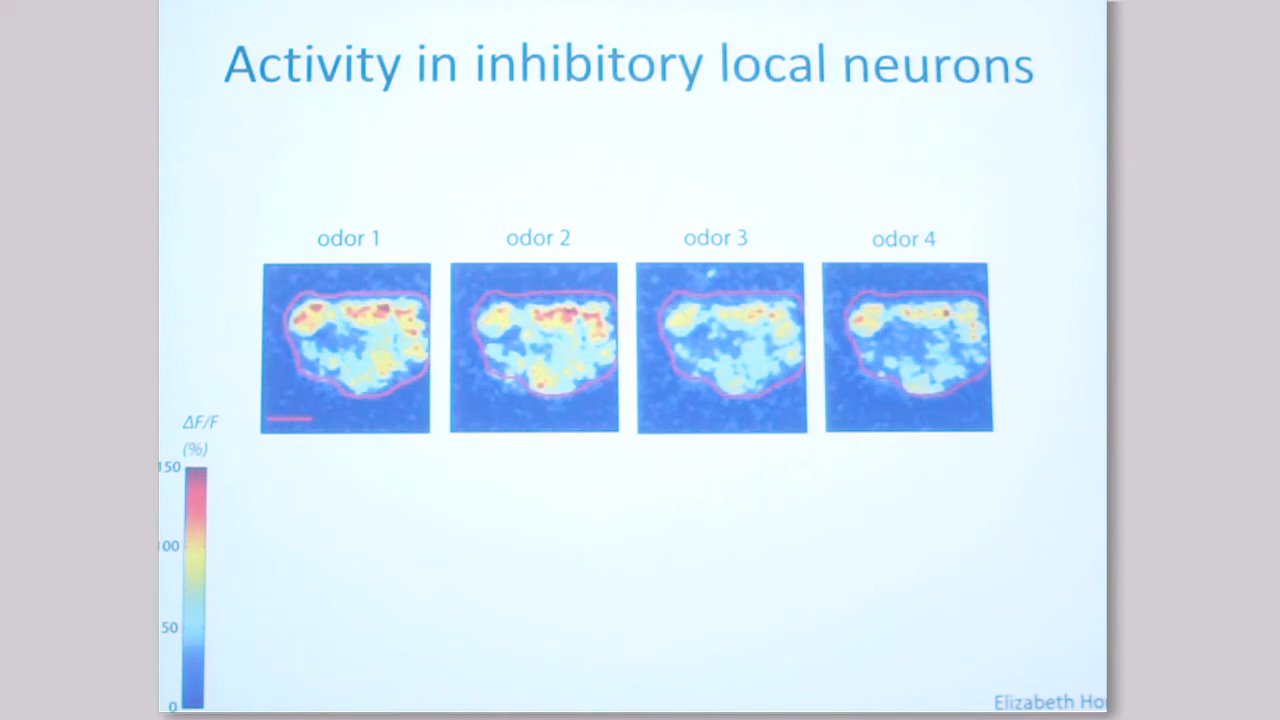 Activity in inhibitory local neurons
odor 1
odor 2
odor 3
odor 4
ΔF/F
(%)
150
100
50
0
Elizabeth